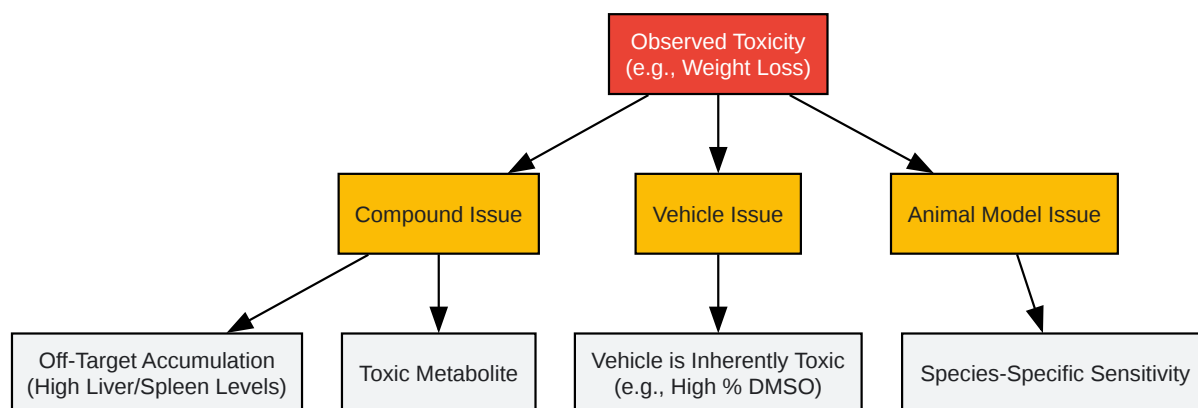 Observed Toxicity
(e.g., Weight Loss)
Compound Issue
Vehicle Issue
Animal Model Issue
Off-Target Accumulation
(High Liver/Spleen Levels)
Toxic Metabolite
Vehicle is Inherently Toxic
(e.g., High % DMSO)
Species-Specific Sensitivity